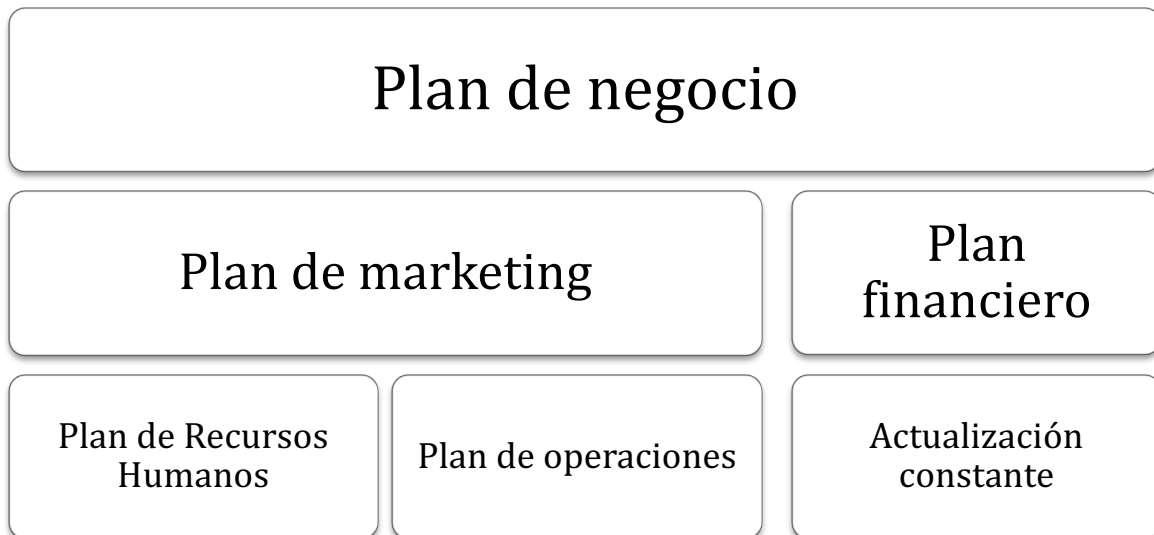 Plan de negocio
Plan de marketing
Plan
financiero
Plan de Recursos
Humanos
Plan de operaciones
Actualización
constante